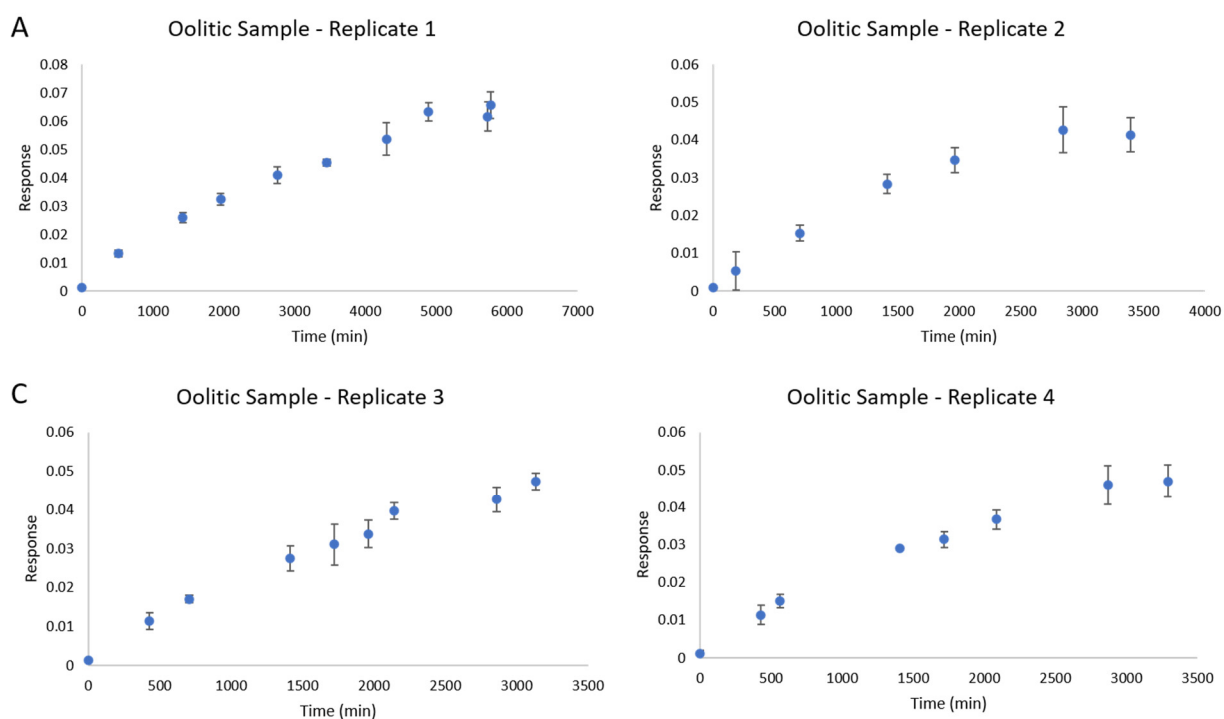 A
Oolitic Sample - Replicate 1
0.08
0.07
0.06
0.05
0.04
0.03
0.02
0.01
0
Response
0 1000 2000 3000 4000 5000 6000 7000
Time (min)
Oolitic Sample - Replicate 2
0.06
0.05
0.04
0.03
0.02
0.01
0
Response
0 500 1000 1500 2000 2500 3000 3500 4000
Time (min)
C
Oolitic Sample - Replicate 3
0.06
0.05
0.04
0.03
0.02
0.01
0
Response
0 500 1000 1500 2000 2500 3000 3500
Time (min)
Oolitic Sample - Replicate 4
0.06
0.05
0.04
0.03
0.02
0.01
0
Response
0 500 1000 1500 2000 2500 3000 3500
Time (min)